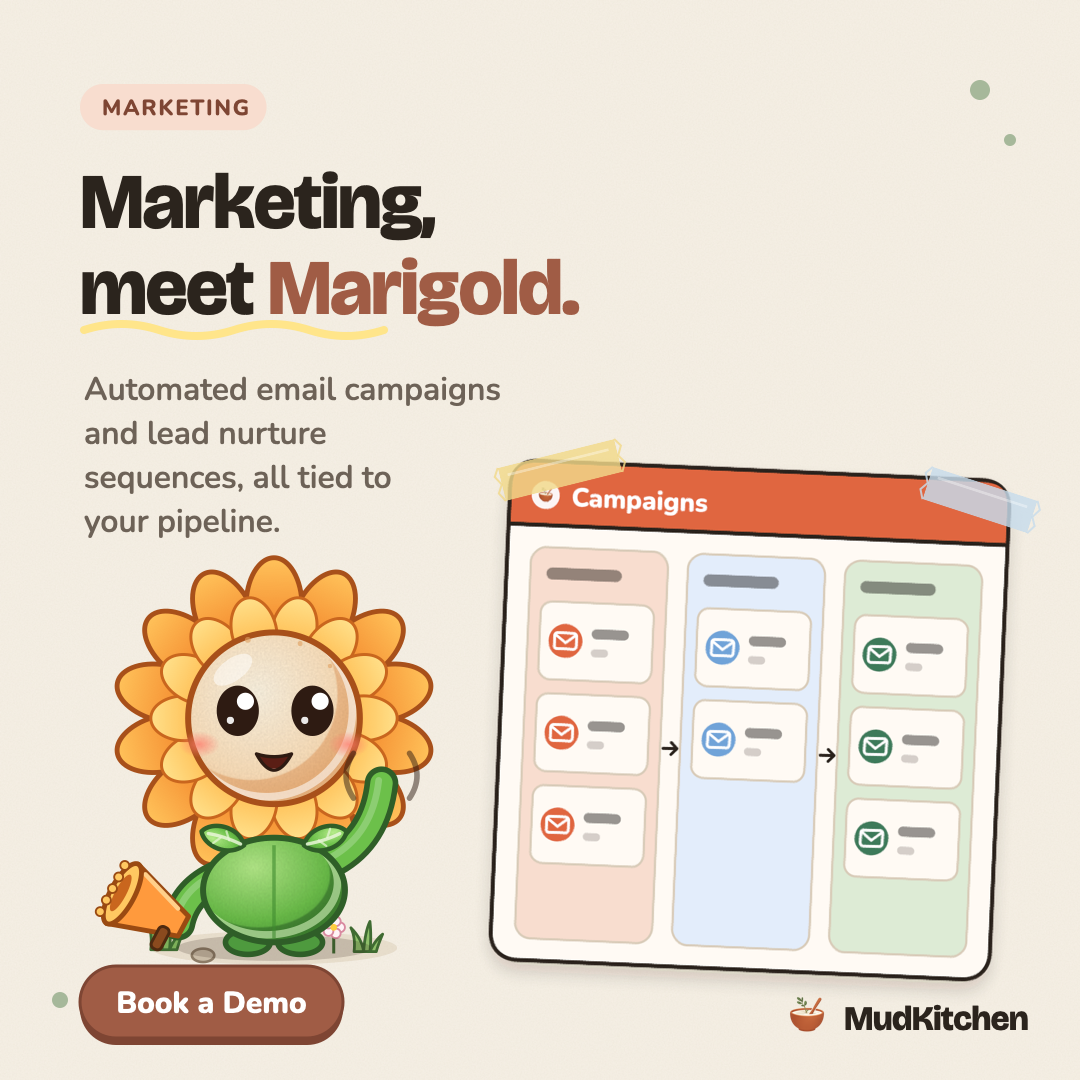 MARKETING
Marketing,
meet Marigold.
Automated email campaigns
and lead nurture
sequences, all tied to
your pipeline.
Campaigns
Book a Demo
MudKitchen